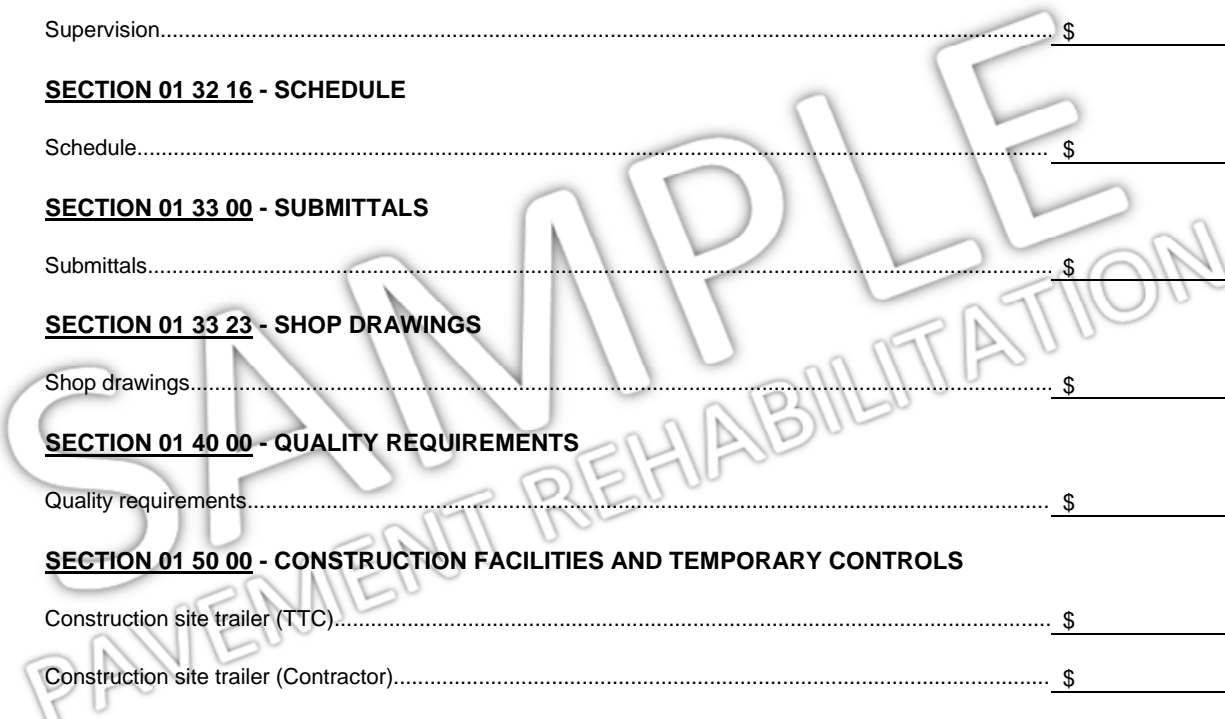 Supervision.......................................................................................................................................................... $
SECTION 01 32 16 - SCHEDULE
Schedule.............................................................................................................................................................. $
SECTION 01 33 00 - SUBMITTALS
Submittals............................................................................................................................................................ $
SECTION 01 33 23 - SHOP DRAWINGS
Shop drawings..................................................................................................................................................... $
SECTION 01 40 00 - QUALITY REQUIREMENTS
Quality requirements........................................................................................................................................... $
SECTION 01 50 00 - CONSTRUCTION FACILITIES AND TEMPORARY CONTROLS
Construction site trailer (TTC).............................................................................................................................. $
Construction site trailer (Contractor).................................................................................................................... $
SAMPLE
PAVEMENT REHABILITATION